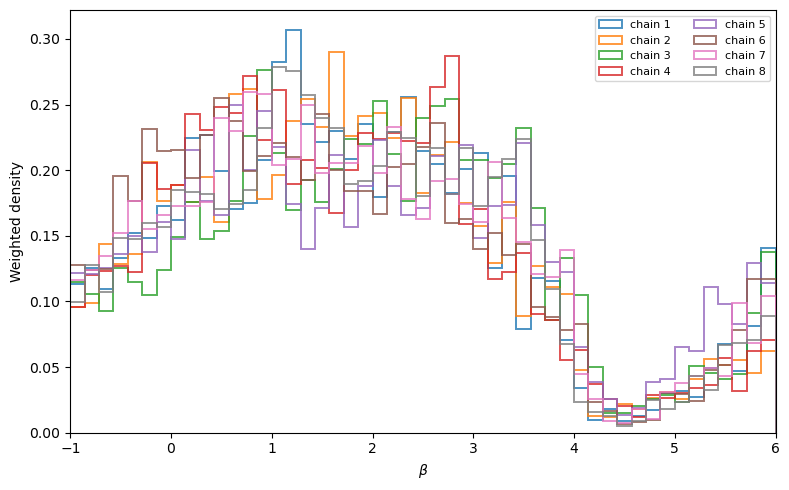 0.30
0.25
0.20
0.15
0.10
0.05
0.00
Weighted density
chain 1 chain 5
chain 2 chain 6
chain 3 chain 7
chain 4 chain 8
−1 0 1 2 3 4 5 6
β